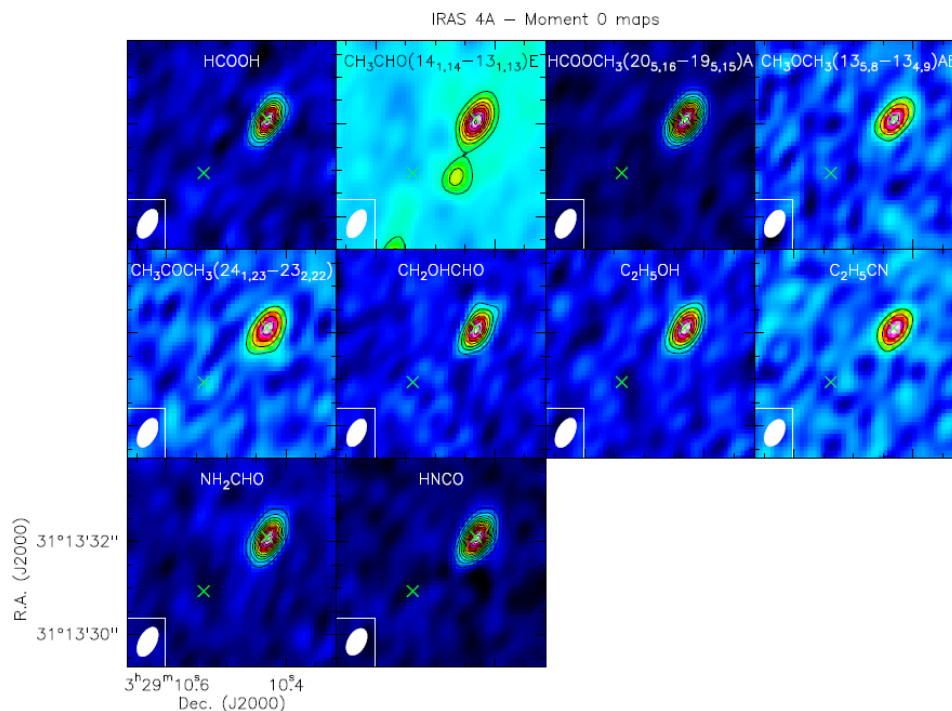 IRAS 4A – Moment 0 maps
HCOOH
CH₃CHO(14₁,₁₄−13₁,₁₃)E
HCOOCH₃(20₅,₁₆−19₅,₁₅)A
CH₃OCH₃(13₅,₈−13₄,₉)AE
CH₃COCH₃(24₁,₂₃−23₂,₂₂)
CH₂OHCHO
C₂H₅OH
C₂H₅CN
NH₂CHO
HNCO
R.A. (J2000)
31°13'32"
31°13'30"
3ʰ29ᵐ10ˢ.6
10ˢ.4
Dec. (J2000)